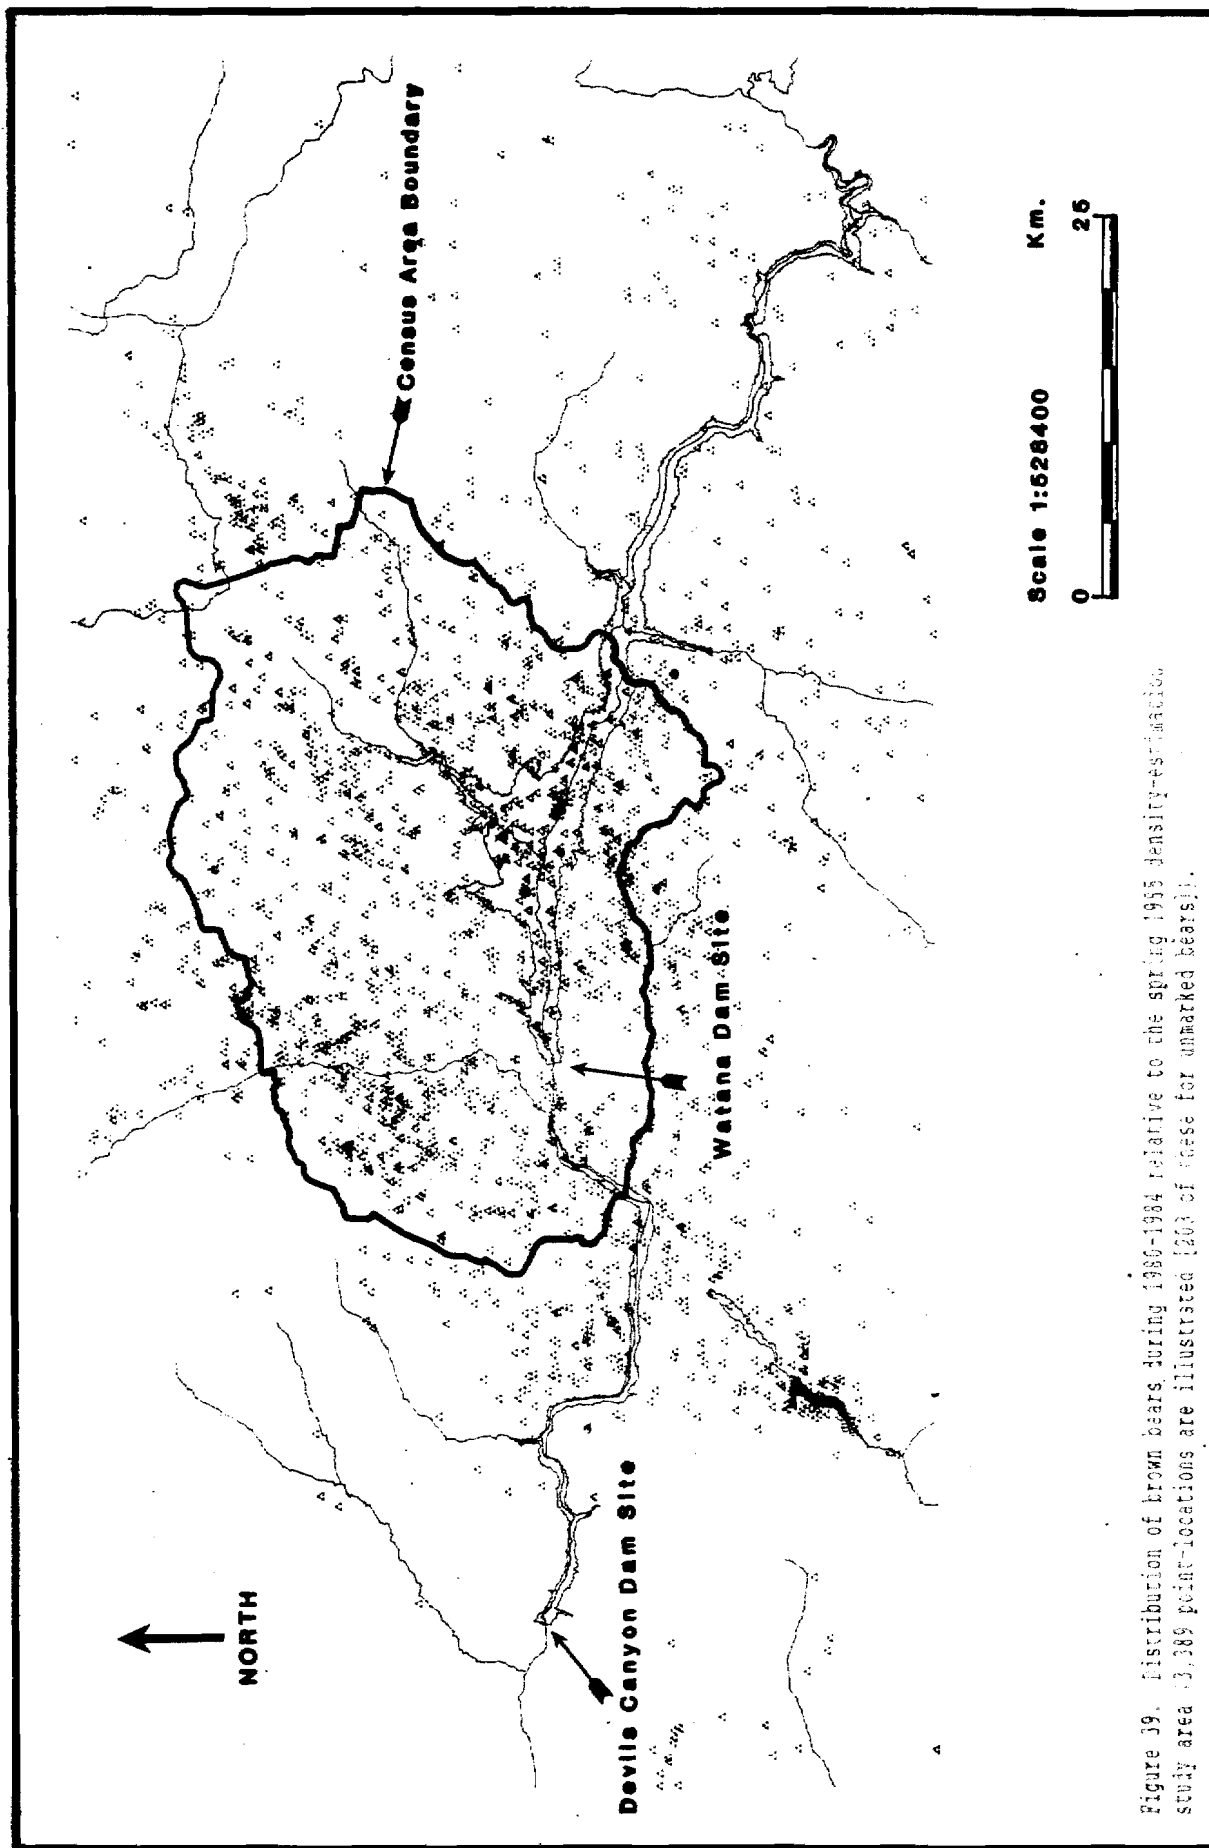 NORTH
Census Area Boundary
Devils Canyon Dam Site
Watana Dam Site
Scale 1:528400 Km.
0 25
Figure 39. Distribution of brown bears during 1980-1984 relative to the spring density-estimation
study area 3,389 point-locations are illustrated 203 of these for unmarked bears).